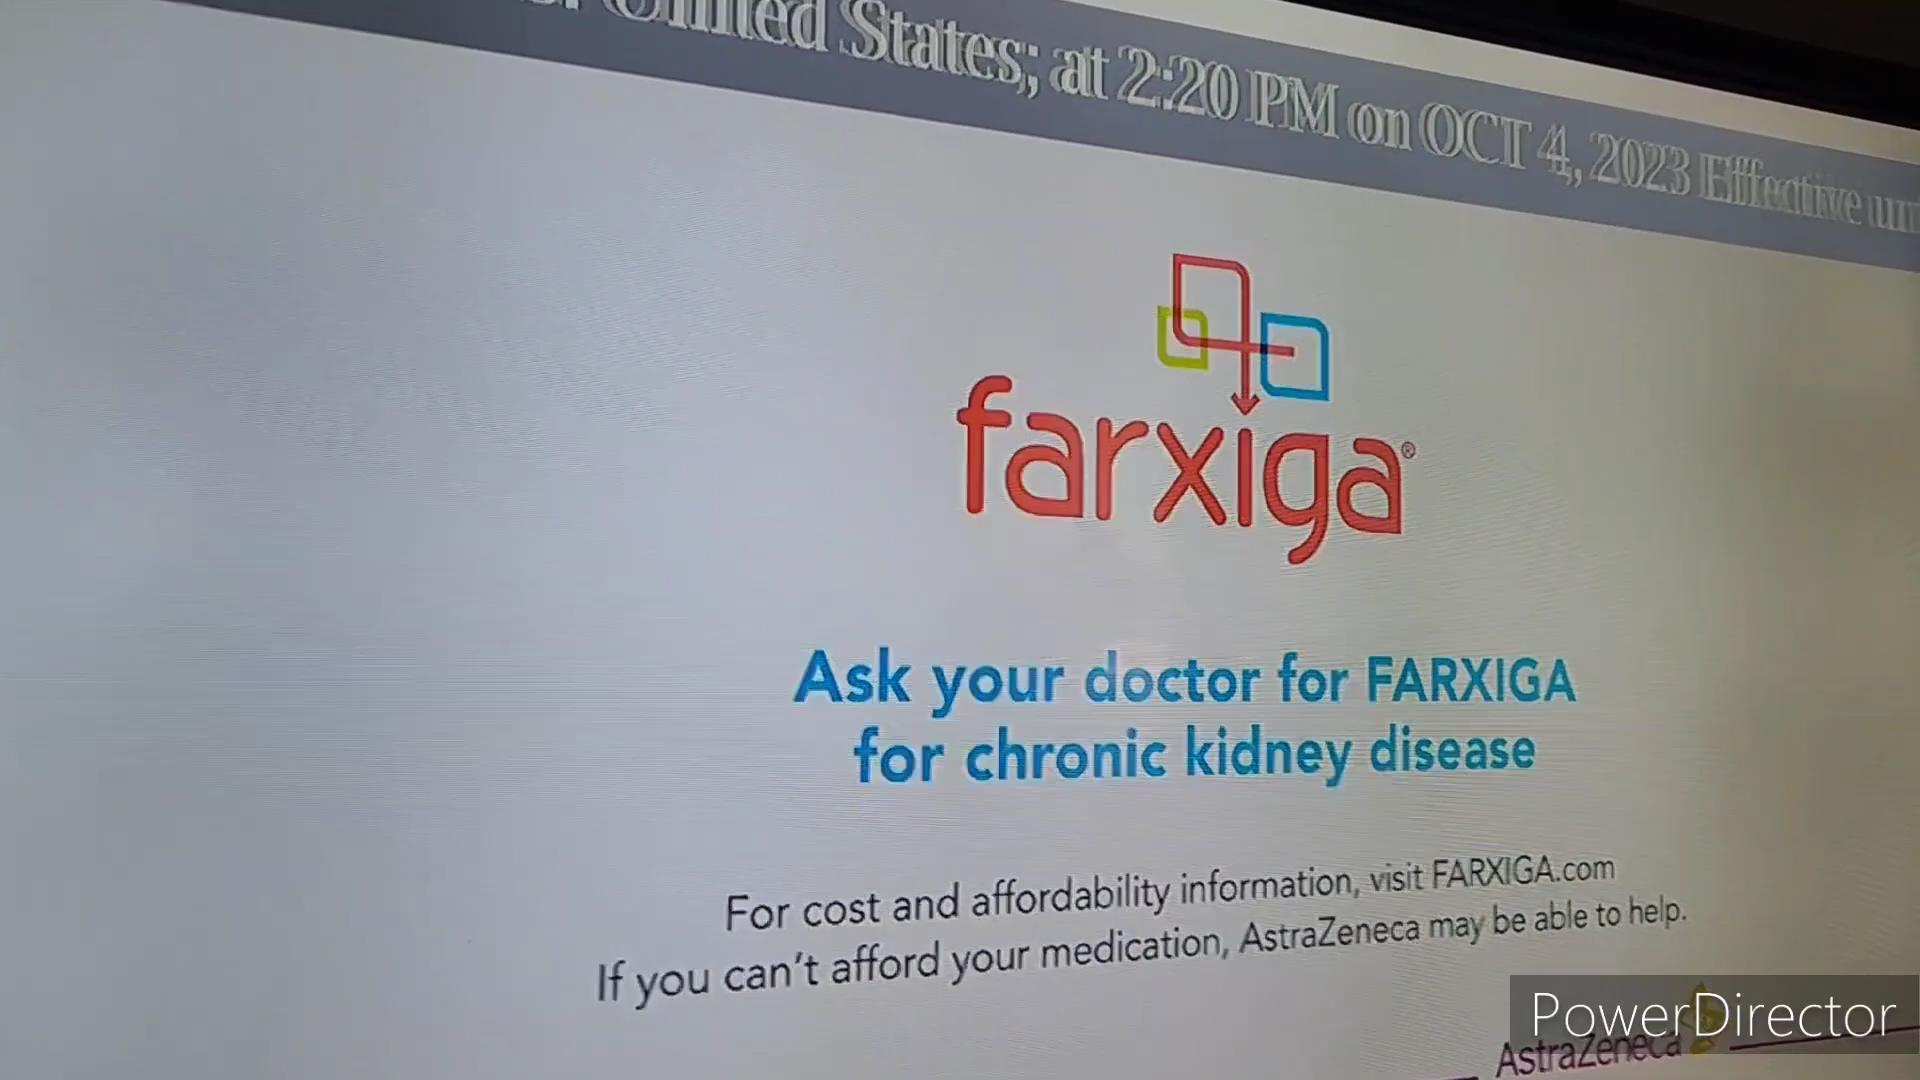 United States; at 2:20 PM on OCT 4, 2023 Effective
farxiga®
Ask your doctor for FARXIGA
for chronic kidney disease
For cost and affordability information, visit FARXIGA.com
If you can't afford your medication, AstraZeneca may be able to help.
PowerDirector
AstraZeneca